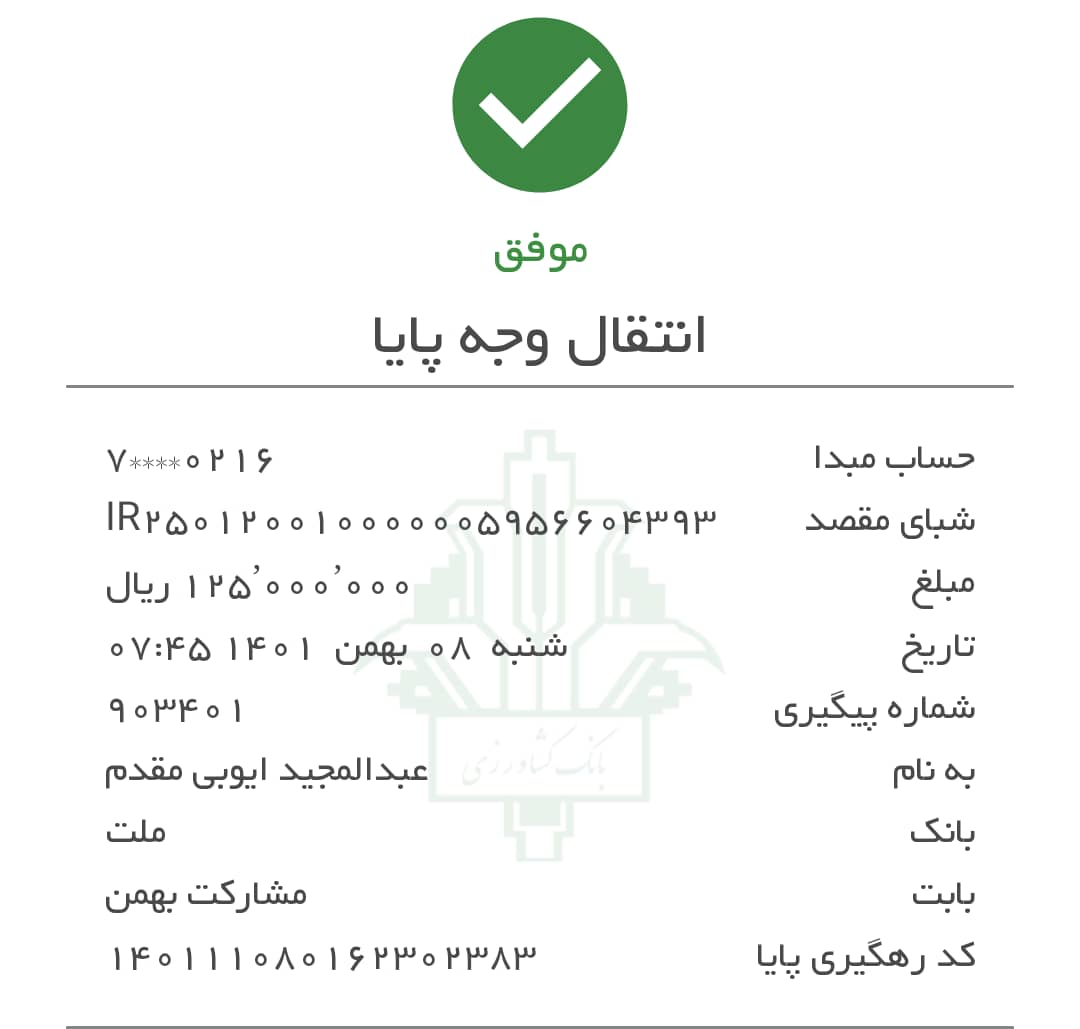 موفق
انتقال وجه پایا
حساب مبدا ۷****۰۲۱۶
شبای مقصد IR۲۵۰۱۲۰۰۱۰۰۰۰۰۰۵۹۵۶۶۰۴۳۹۳
مبلغ ۱۲۵٬۰۰۰٬۰۰۰ ریال
تاریخ شنبه ۰۸ بهمن ۱۴۰۱ ۰۷:۴۵
شماره پیگیری ۹۰۳۴۰۱
به نام عبدالمجید ایوبی مقدم
بانک ملت
بانک کشاورزی
بابت مشارکت بهمن
کد رهگیری پایا ۱۴۰۱۱۱۰۸۰۱۶۲۳۰۲۳۸۳